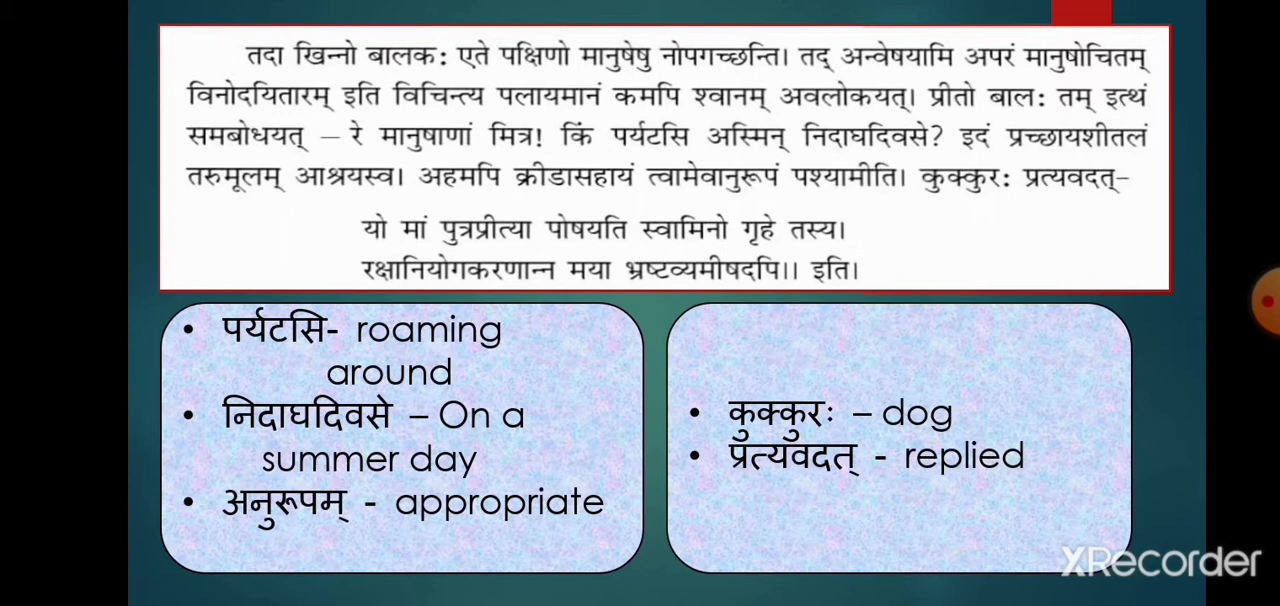 तदा खिन्नो बालकः एते पक्षिणो मानुषेषु नोपगच्छन्ति। तद् अन्वेषयामि अपरं मानुषोचितम्
विनोदयितारम् इति विचिन्त्य पलायमानं कमपि श्वानम् अवलोकयत्। प्रीतो बालः तम् इत्थं
समबोधयत् – रे मानुषाणां मित्र! किं पर्यटसि अस्मिन् निदाघदिवसे? इदं प्रच्छायशीतलं
तरुमूलम् आश्रयस्व। अहमपि क्रीडासहायं त्वामेवानुरूपं पश्यामीति। कुक्कुरः प्रत्यवदत्–
यो मां पुत्रप्रीत्या पोषयति स्वामिनो गृहे तस्य।
रक्षानियोगकरणान्न मया भ्रष्टव्यमीषदपि।। इति।
• पर्यटसि- roaming
around
• निदाघदिवसे – On a
summer day
• अनुरूपम् - appropriate
• कुक्कुरः – dog
• प्रत्यवदत् - replied
XRecorder